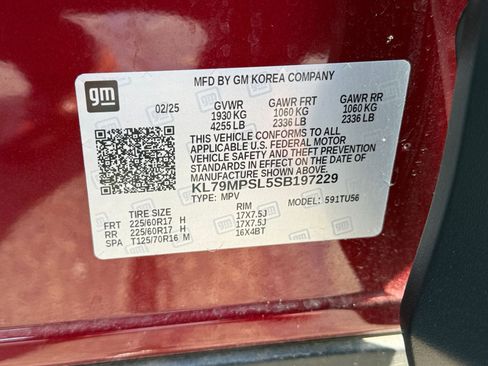 MFD BY GM KOREA COMPANY
gm
02/25 GVWR GAWR FRT GAWR RR
1930 KG 1060 KG 1060 KG
4255 LB 2336 LB 2336 LB
THIS VEHICLE CONFORMS TO ALL
APPLICABLE U.S. FEDERAL MOTOR
VEHICLE SAFETY AND THEFT PREVENTION
STANDARDS IN EFFECT ON THE DATE OF
MANUFACTURE SHOWN ABOVE.
KL79MPSL5SB197229
TYPE: MPV MODEL: 591TU56
TIRE SIZE RIM
FRT 225/60R17 H 17X7.5J
RR 225/60R17 H 17X7.5J
SPA T125/70R16 M 16X4BT